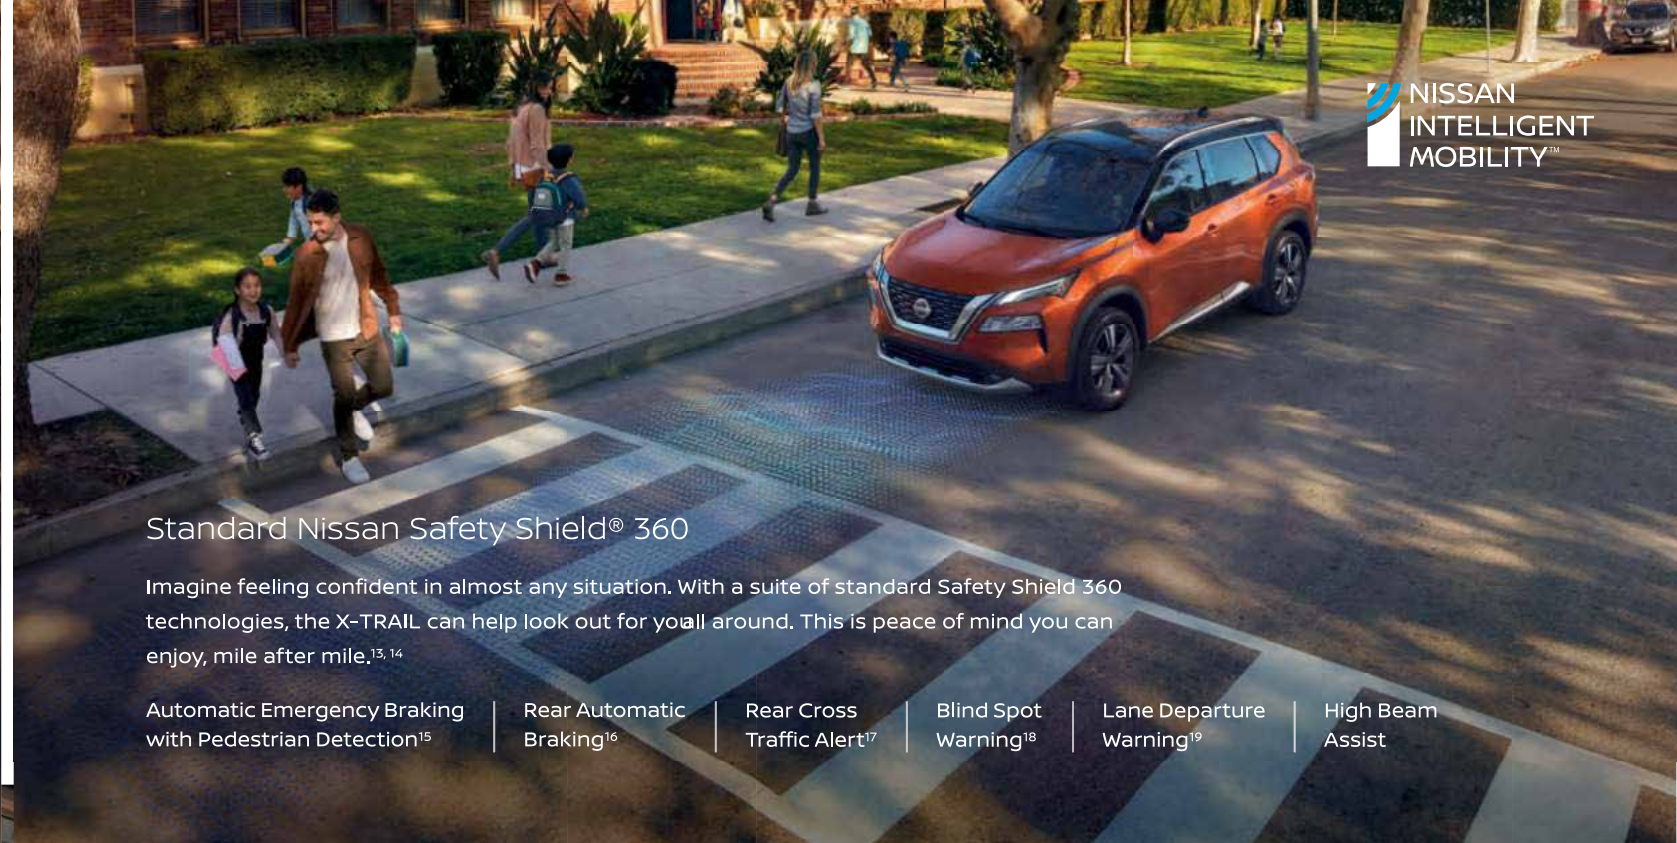 NISSAN
INTELLIGENT
MOBILITY™
Standard Nissan Safety Shield® 360
Imagine feeling confident in almost any situation. With a suite of standard Safety Shield 360
technologies, the X-TRAIL can help look out for you all around. This is peace of mind you can
enjoy, mile after mile.13, 14
Automatic Emergency Braking
with Pedestrian Detection15
Rear Automatic
Braking16
Rear Cross
Traffic Alert17
Blind Spot
Warning18
Lane Departure
Warning19
High Beam
Assist